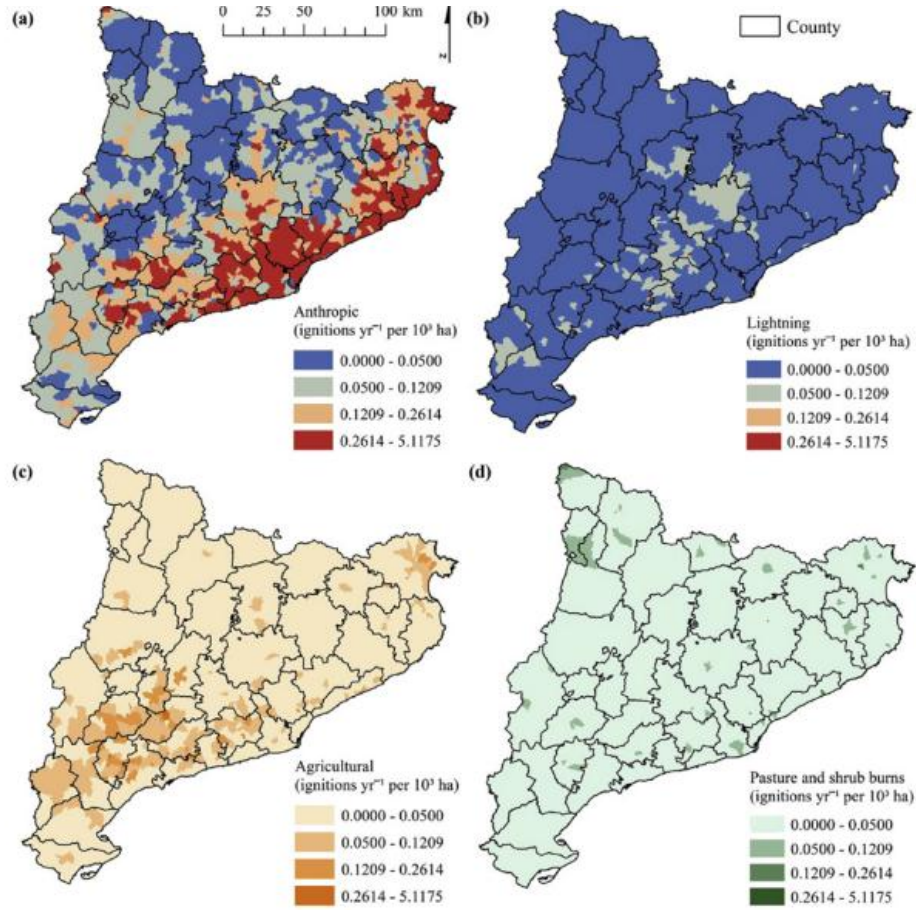 (a)
0 25 50 100 km
z
Anthropic
(ignitions yr⁻¹ per 10³ ha)
0.0000 - 0.0500
0.0500 - 0.1209
0.1209 - 0.2614
0.2614 - 5.1175
(b)
County
Lightning
(ignitions yr⁻¹ per 10³ ha)
0.0000 - 0.0500
0.0500 - 0.1209
0.1209 - 0.2614
0.2614 - 5.1175
(c)
Agricultural
(ignitions yr⁻¹ per 10³ ha)
0.0000 - 0.0500
0.0500 - 0.1209
0.1209 - 0.2614
0.2614 - 5.1175
(d)
Pasture and shrub burns
(ignitions yr⁻¹ per 10³ ha)
0.0000 - 0.0500
0.0500 - 0.1209
0.1209 - 0.2614
0.2614 - 5.1175